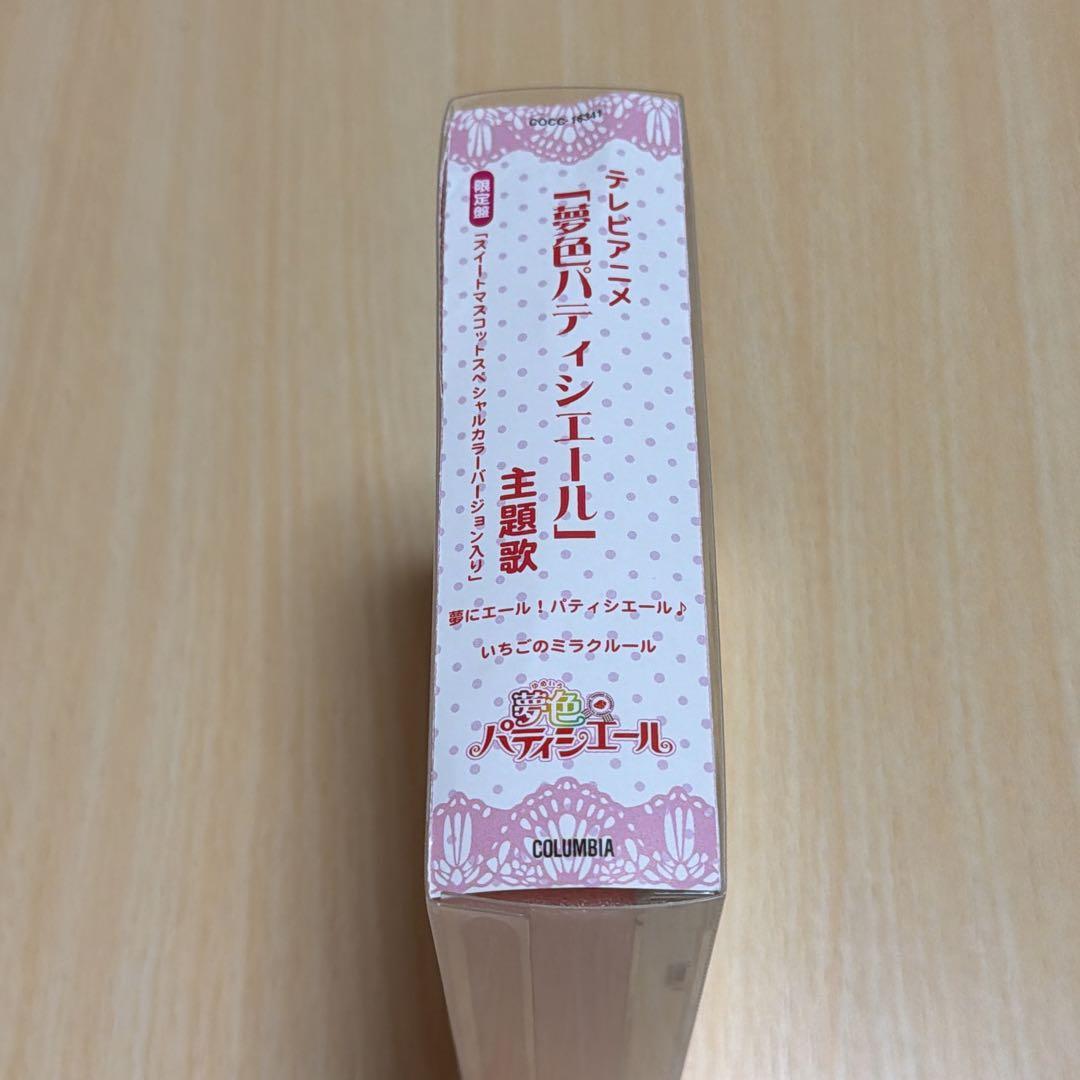 COCC-16341
テレビアニメ
「夢色パティシエール」
主題歌
限定盤
「スイートマスコットスペシャルカラーバージョン入り」
夢にエール！パティシエール♪
いちごのミラクルール
ゆめいろ
夢色
パティシエール
COLUMBIA